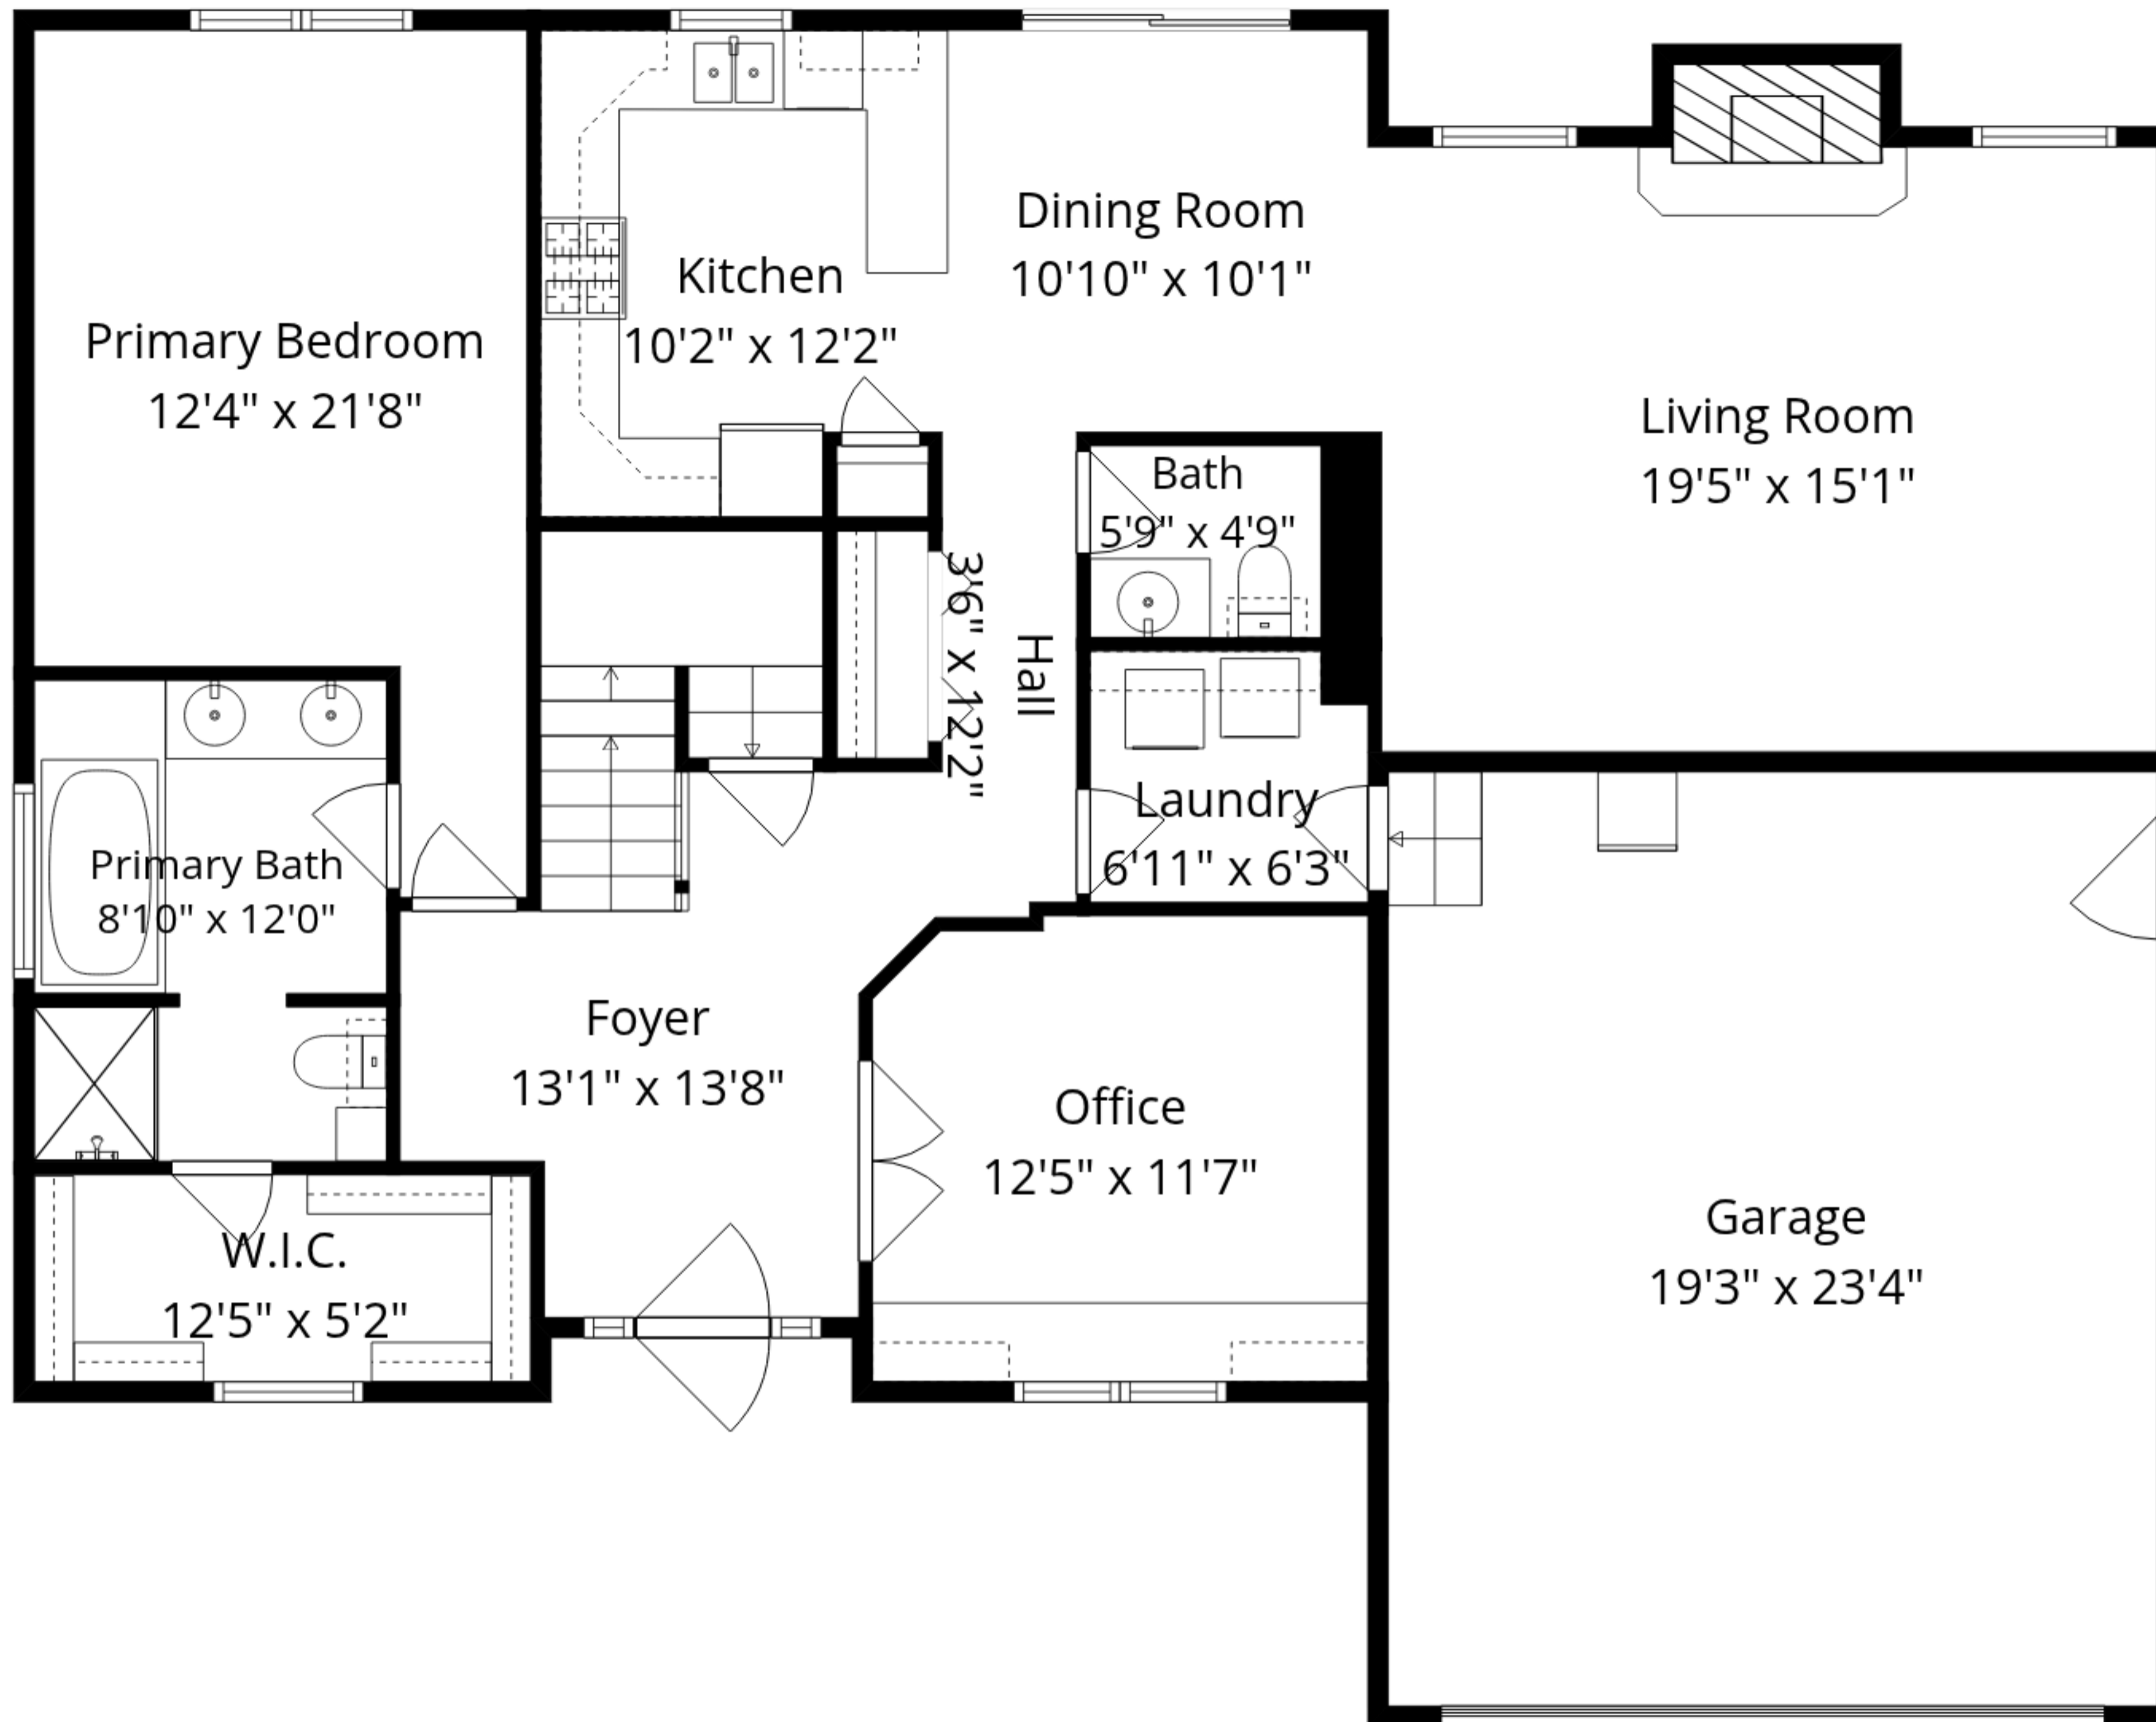 Primary Bedroom
12'4" x 21'8"
Kitchen
10'2" x 12'2"
Dining Room
10'10" x 10'1"
Living Room
19'5" x 15'1"
Bath
5'9" x 4'9"
Hall
3'6" x 12'2"
Laundry
6'11" x 6'3"
Primary Bath
8'10" x 12'0"
Foyer
13'1" x 13'8"
Office
12'5" x 11'7"
W.I.C.
12'5" x 5'2"
Garage
19'3" x 23'4"